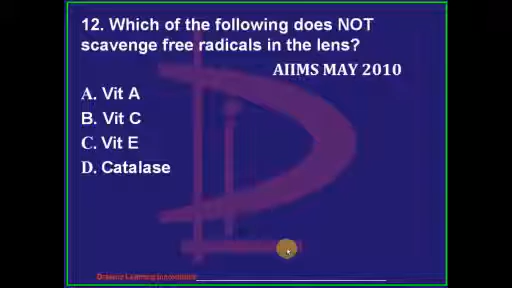 12. Which of the following does NOT
scavenge free radicals in the lens?
AIIMS MAY 2010
A. Vit A
B. Vit C
C. Vit E
D. Catalase
Learning